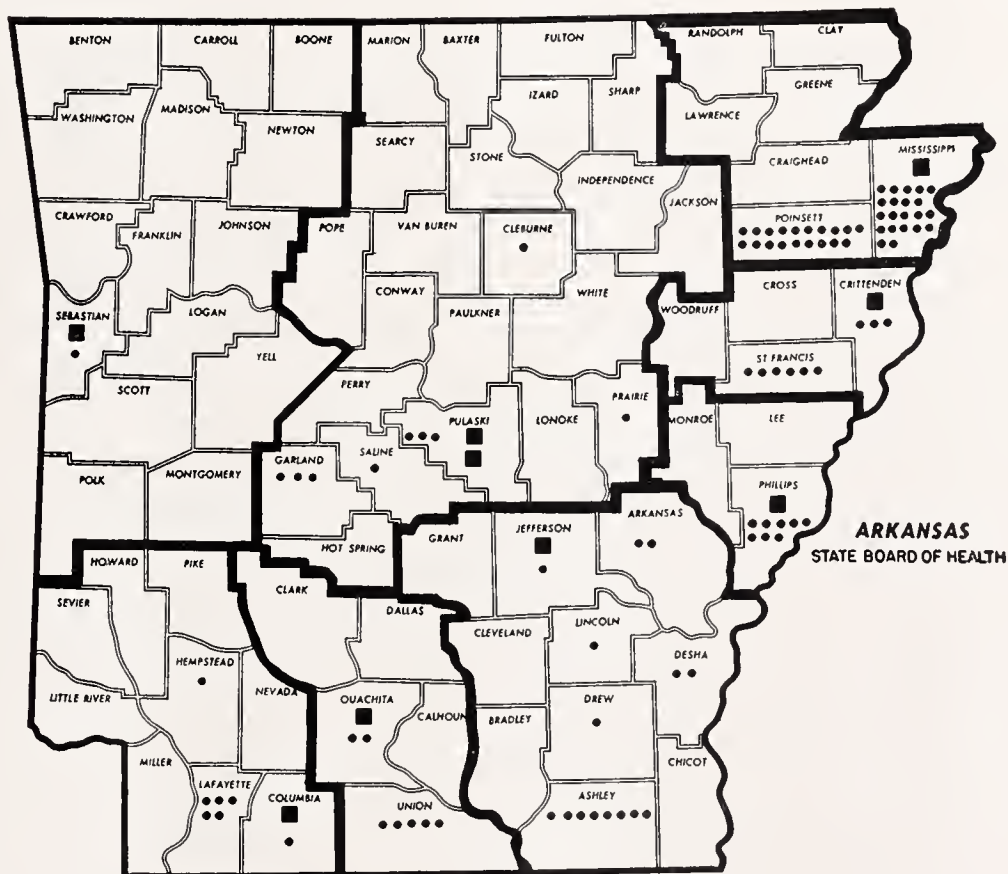 BENTON
CARROLL
BOONE
MARION
BAXTER
FULTON
RANDOLPH
CLAY
WASHINGTON
MADISON
NEWTON
SEARCY
IZARD
SHARP
GREENE
LAWRENCE
STONE
INDEPENDENCE
CRAIGHEAD
MISSISSIPPI
JACKSON
CRAWFORD
FRANKLIN
JOHNSON
POPE
VAN BUREN
CLEBURNE
POINSETT
CONWAY
WHITE
WOODRUFF
CROSS
CRITTENDEN
SEBASTIAN
LOGAN
PAULKNER
YELL
ST FRANCIS
SCOTT
PERRY
PULASKI
LONOKE
PRAIRIE
MONROE
LEE
GARLAND
SALINE
POLK
MONTGOMERY
PHILLIPS
HOT SPRING
GRANT
JEFFERSON
ARKANSAS
ARKANSAS
STATE BOARD OF HEALTH
HOWARD
PIKE
CLARK
SEVIER
DALLAS
CLEVELAND
LINCOLN
DESHA
HEMPSTEAD
LITTLE RIVER
NEVADA
OUACHITA
CALHOUN
BRADLEY
DREW
CHICOT
MILLER
LAFAYETTE
COLUMBIA
UNION
ASHLEY